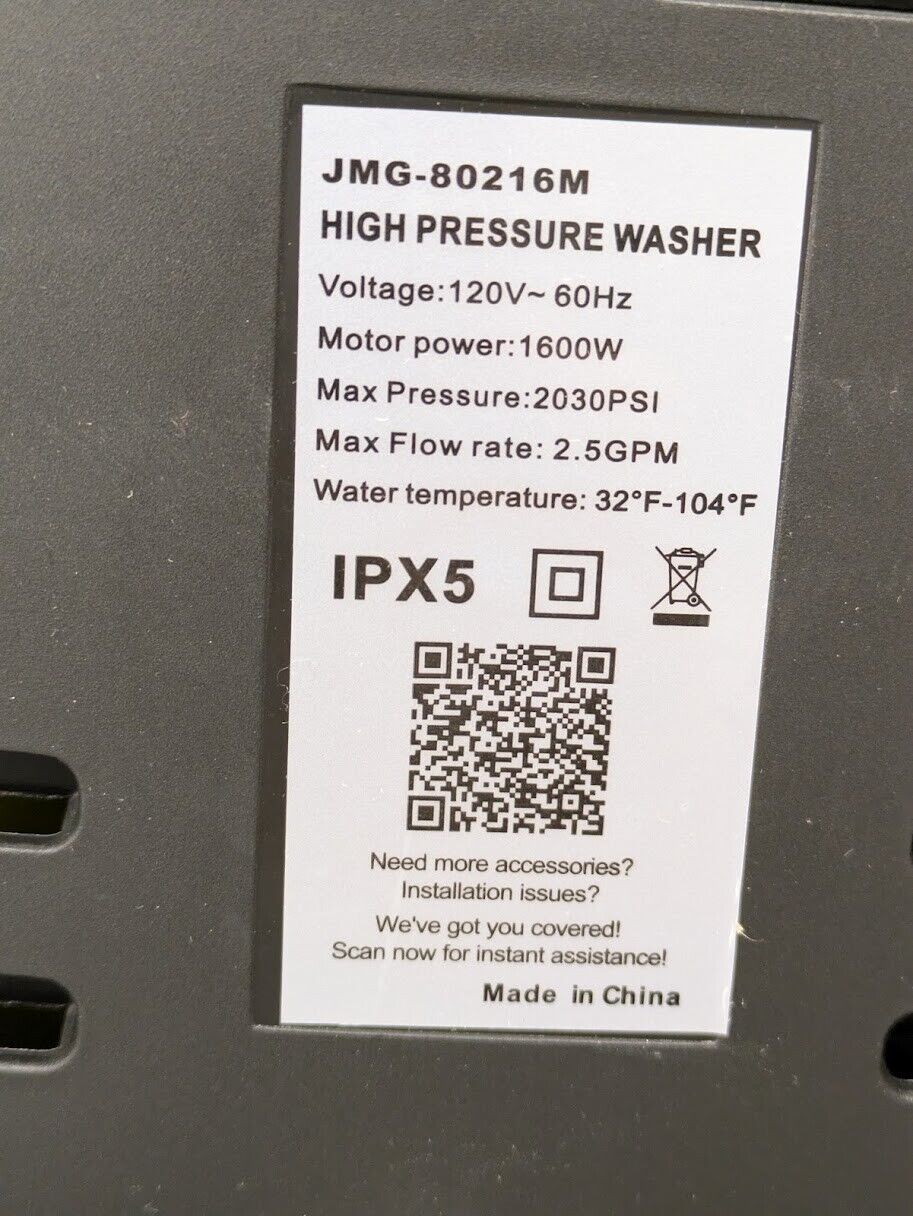 JMG-80216M
HIGH PRESSURE WASHER
Voltage:120V~ 60Hz
Motor power:1600W
Max Pressure:2030PSI
Max Flow rate: 2.5GPM
Water temperature: 32°F-104°F
IPX5
Need more accessories?
Installation issues?
We've got you covered!
Scan now for instant assistance!
Made in China